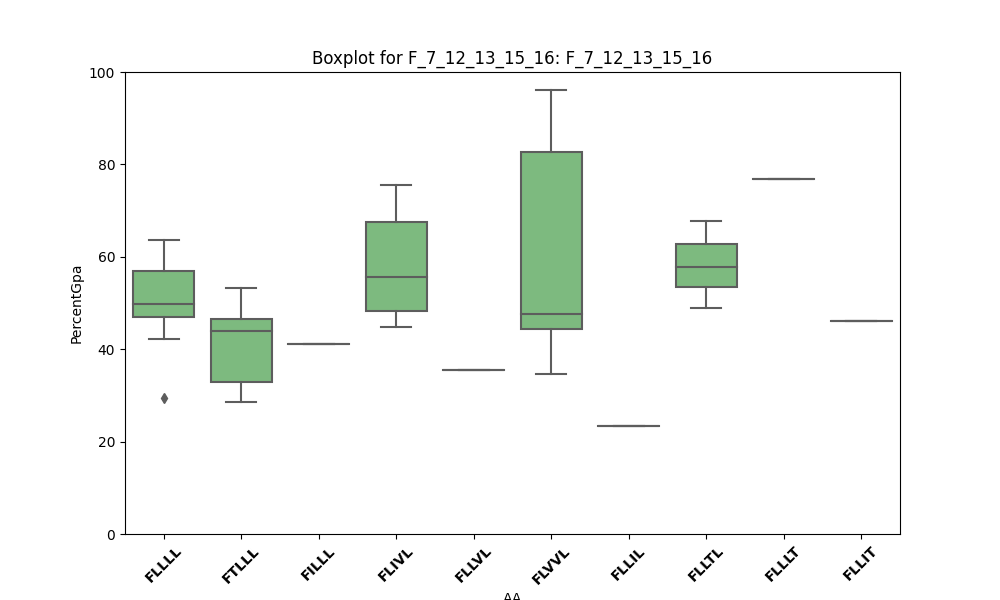 Boxplot for F_7_12_13_15_16: F_7_12_13_15_16
PercentGpa
100
80
60
40
20
0
FLLLL
FTLLL
FILLL
FLIVL
FLLVL
FLVVL
FLLIL
FLLTL
FLLLT
FLLIT
AA